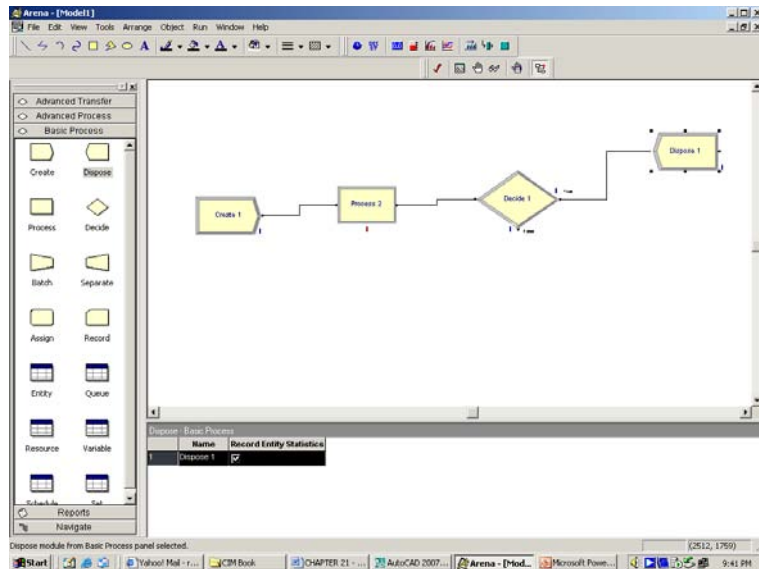 Arena - [Model1]
File Edit View Tools Arrange Object Run Window Help
Advanced Transfer
Advanced Process
Basic Process
Create Dispose
Process Decide
Batch Separate
Assign Record
Entity Queue
Resource Variable
Schedule Set
Reports
Navigate
Create 1
Process 2
Decide 1
Dispose 1
Dispose - Basic Process
Name Record Entity Statistics
1 Dispose 1
Dispose module from Basic Process panel selected.
(2512, 1759)
Start Yahoo! Mail - r... CIM Book CHAPTER 21 - ... AutoCAD 2007... Arena - [Mod... Microsoft Powe... 9:41 PM